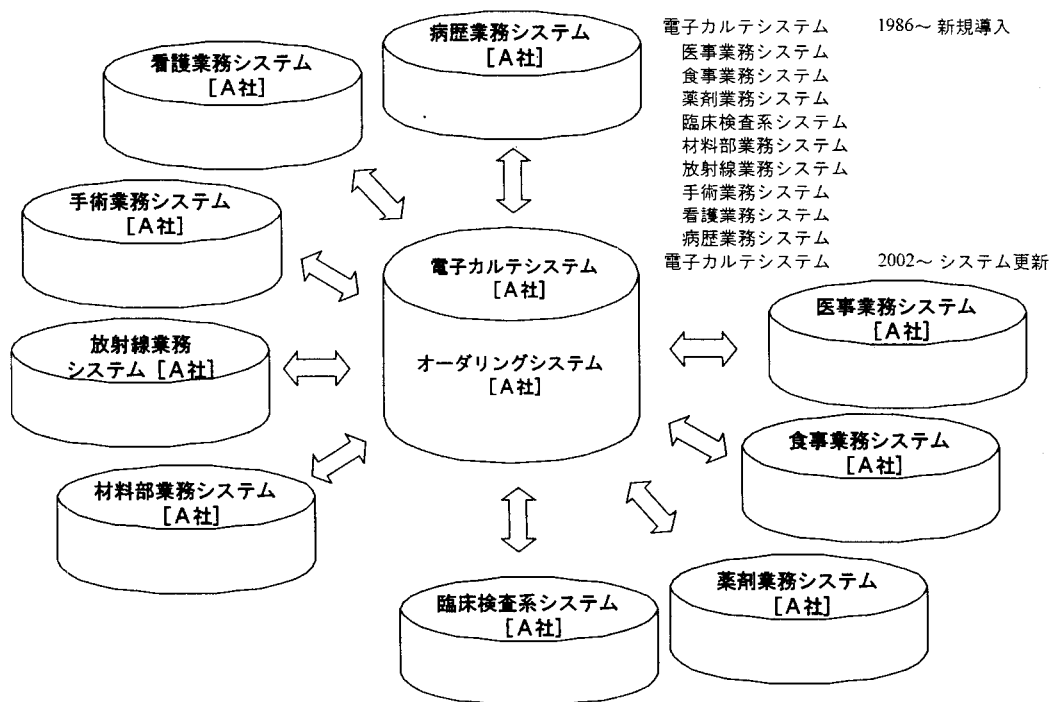 病歴業務システム
[A社]
看護業務システム
[A社]
手術業務システム
[A社]
放射線業務
システム [A社]
材料部業務システム
[A社]
電子カルテシステム
[A社]
オーダリングシステム
[A社]
臨床検査系システム
[A社]
薬剤業務システム
[A社]
食事業務システム
[A社]
医事業務システム
[A社]
電子カルテシステム 1986~ 新規導入
医事業務システム
食事業務システム
薬剤業務システム
臨床検査系システム
材料部業務システム
放射線業務システム
手術業務システム
看護業務システム
病歴業務システム
電子カルテシステム 2002~ システム更新